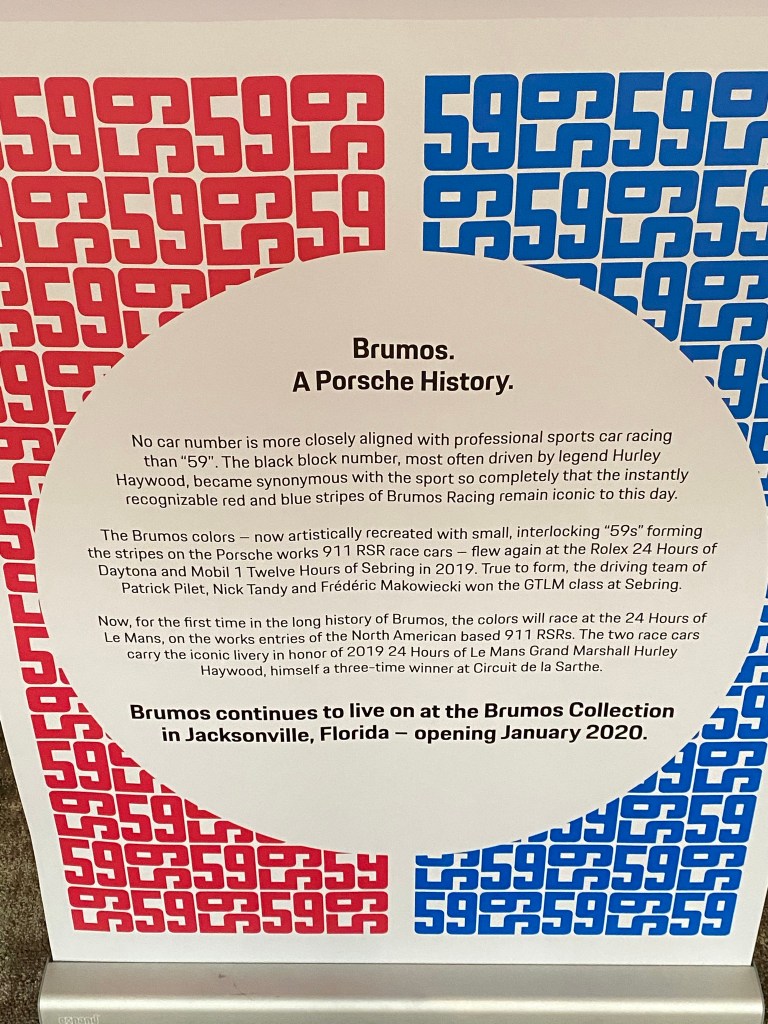 Brumos.
A Porsche History.
No car number is more closely aligned with professional sports car racing
than "59". The black block number, most often driven by legend Hurley
Haywood, became synonymous with the sport so completely that the instantly
recognizable red and blue stripes of Brumos Racing remain iconic to this day.
The Brumos colors – now artistically recreated with small, interlocking "59s" forming
the stripes on the Porsche works 911 RSR race cars – flew again at the Rolex 24 Hours of
Daytona and Mobil 1 Twelve Hours of Sebring in 2019. True to form, the driving team of
Patrick Pilet, Nick Tandy and Frédéric Makowiecki won the GTLM class at Sebring.
Now, for the first time in the long history of Brumos, the colors will race at the 24 Hours of
Le Mans, on the works entries of the North American based 911 RSRs. The two race cars
carry the iconic livery in honor of 2019 24 Hours of Le Mans Grand Marshall Hurley
Haywood, himself a three-time winner at Circuit de la Sarthe.
Brumos continues to live on at the Brumos Collection
in Jacksonville, Florida – opening January 2020.